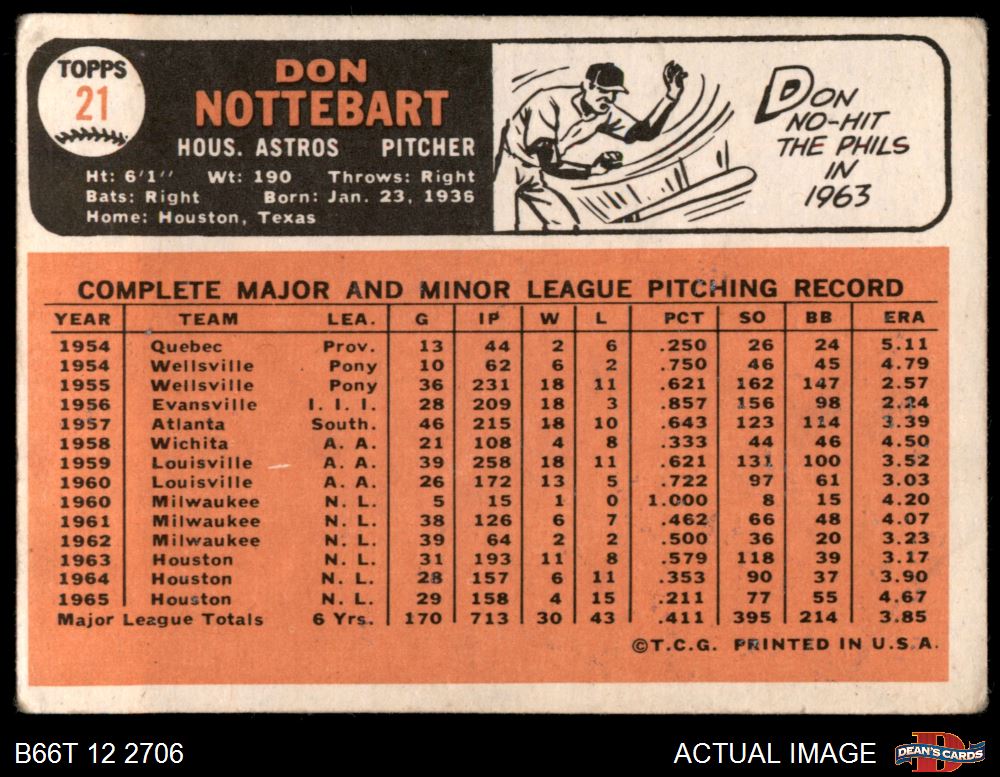 TOPPS
21
DON
NOTTEBART
HOUS. ASTROS PITCHER
Ht: 6'1" Wt: 190 Throws: Right
Bats: Right Born: Jan. 23, 1936
Home: Houston, Texas
DON
NO-HIT
THE PHILS
IN
1963
COMPLETE MAJOR AND MINOR LEAGUE PITCHING RECORD
YEAR TEAM LEA. G IP W L PCT SO BB ERA
1954 Quebec Prov. 13 44 2 6 .250 26 24 5.11
1954 Wellsville Pony 10 62 6 2 .750 46 45 4.79
1955 Wellsville Pony 36 231 18 11 .621 162 147 2.57
1956 Evansville I. I. I. 28 209 18 3 .857 156 98 2.24
1957 Atlanta South. 46 215 18 10 .643 123 114 3.39
1958 Wichita A. A. 21 108 4 8 .333 44 46 4.50
1959 Louisville A. A. 39 258 18 11 .621 131 100 3.52
1960 Louisville A. A. 26 172 13 5 .722 97 61 3.03
1960 Milwaukee N. L. 5 15 1 0 1.000 8 15 4.20
1961 Milwaukee N. L. 38 126 6 7 .462 66 48 4.07
1962 Milwaukee N. L. 39 64 2 2 .500 36 20 3.23
1963 Houston N. L. 31 193 11 8 .579 118 39 3.17
1964 Houston N. L. 28 157 6 11 .353 90 37 3.90
1965 Houston N. L. 29 158 4 15 .211 77 55 4.67
Major League Totals 6 Yrs. 170 713 30 43 .411 395 214 3.85
©T.C.G. PRINTED IN U.S.A.
B66T 12 2706
ACTUAL IMAGE
DEAN'S CARDS